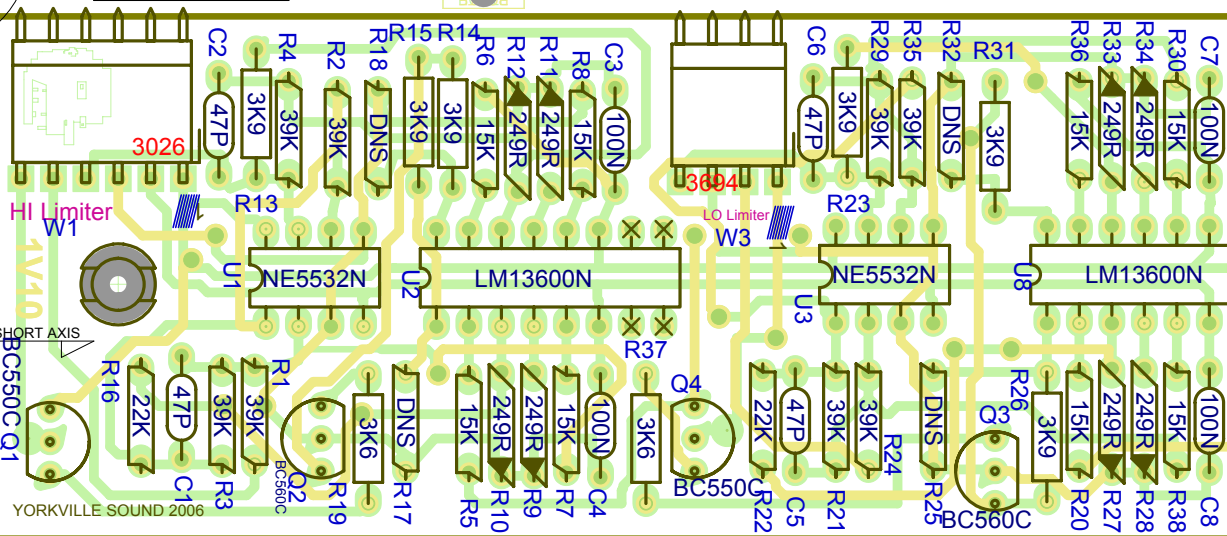 R15 R14
C2 R4 R2 R18 R6 R12 R11 R8 C3
47P 3K9 39K 39K DNS 3K9 3K9 15K 249R 249R 15K 100N
C6 R29 R35 R32 R31 R36 R33 R34 R30 C7
47P 3K9 39K 39K DNS 3K9 15K 249R 249R 15K 100N
3026
3694
HI Limiter
W1
R13
LO Limiter
W3
R23
1
1
1V10
U1
NE5532N
U2
LM13600N
U3
NE5532N
U8
LM13600N
SHORT AXIS
R37
BC550C
Q1
R16 22K 47P 39K 39K R1
C1 R3
Q2
BC560C
3K6 DNS 15K 249R 249R 15K 100N 3K6
R19 R17 R5 R10 R9 R7 C4
Q4
BC550C
22K 47P 39K 39K R24 DNS
R22 C5 R21 R25
Q3
BC560C
R26 3K9 15K 249R 249R 15K 100N
R20 R27 R28 R38 C8
YORKVILLE SOUND 2006